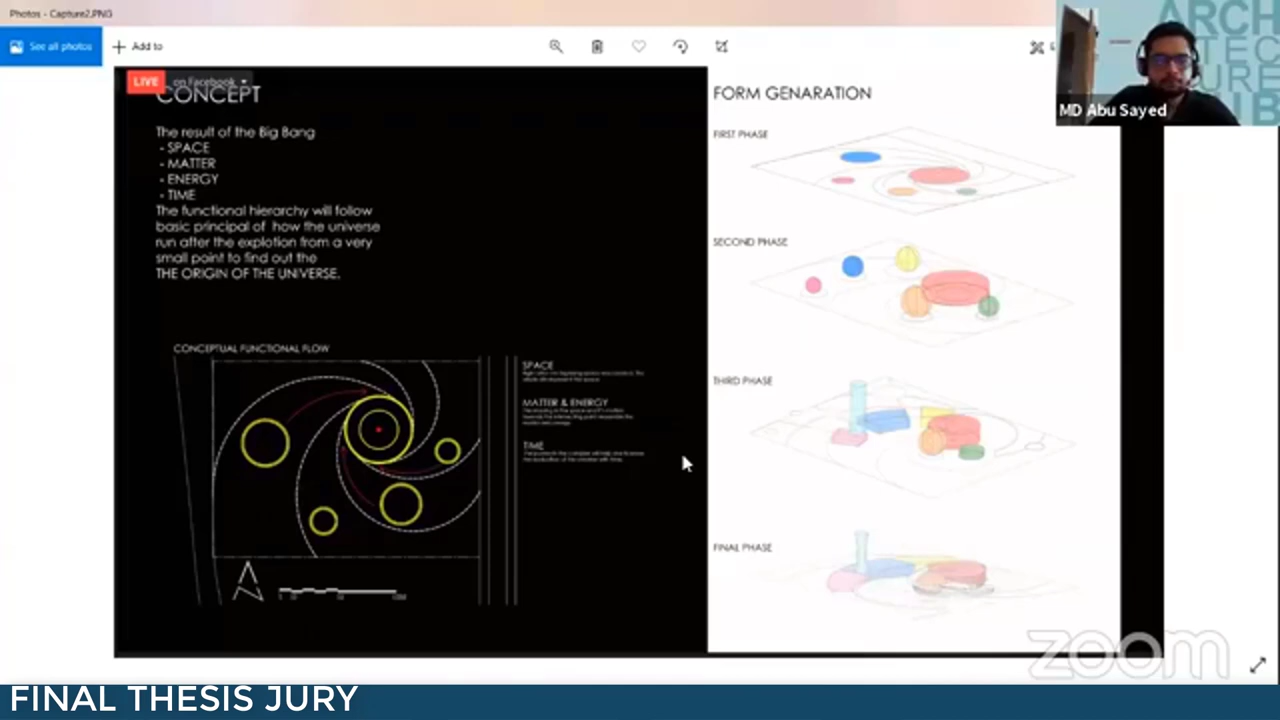 Photos - Capture2.PNG
See all photos
Add to
ARCH
TEC
URE
MD Abu Sayed
LIVE on Facebook
CONCEPT
The result of the Big Bang
- SPACE
- MATTER
- ENERGY
- TIME
The functional hierarchy will follow
basic principal of how the universe
run after the explotion from a very
small point to find out the
THE ORIGIN OF THE UNIVERSE.
CONCEPTUAL FUNCTIONAL FLOW
SPACE
MATTER & ENERGY
TIME
FORM GENARATION
FIRST PHASE
SECOND PHASE
THIRD PHASE
FINAL PHASE
zoom
FINAL THESIS JURY